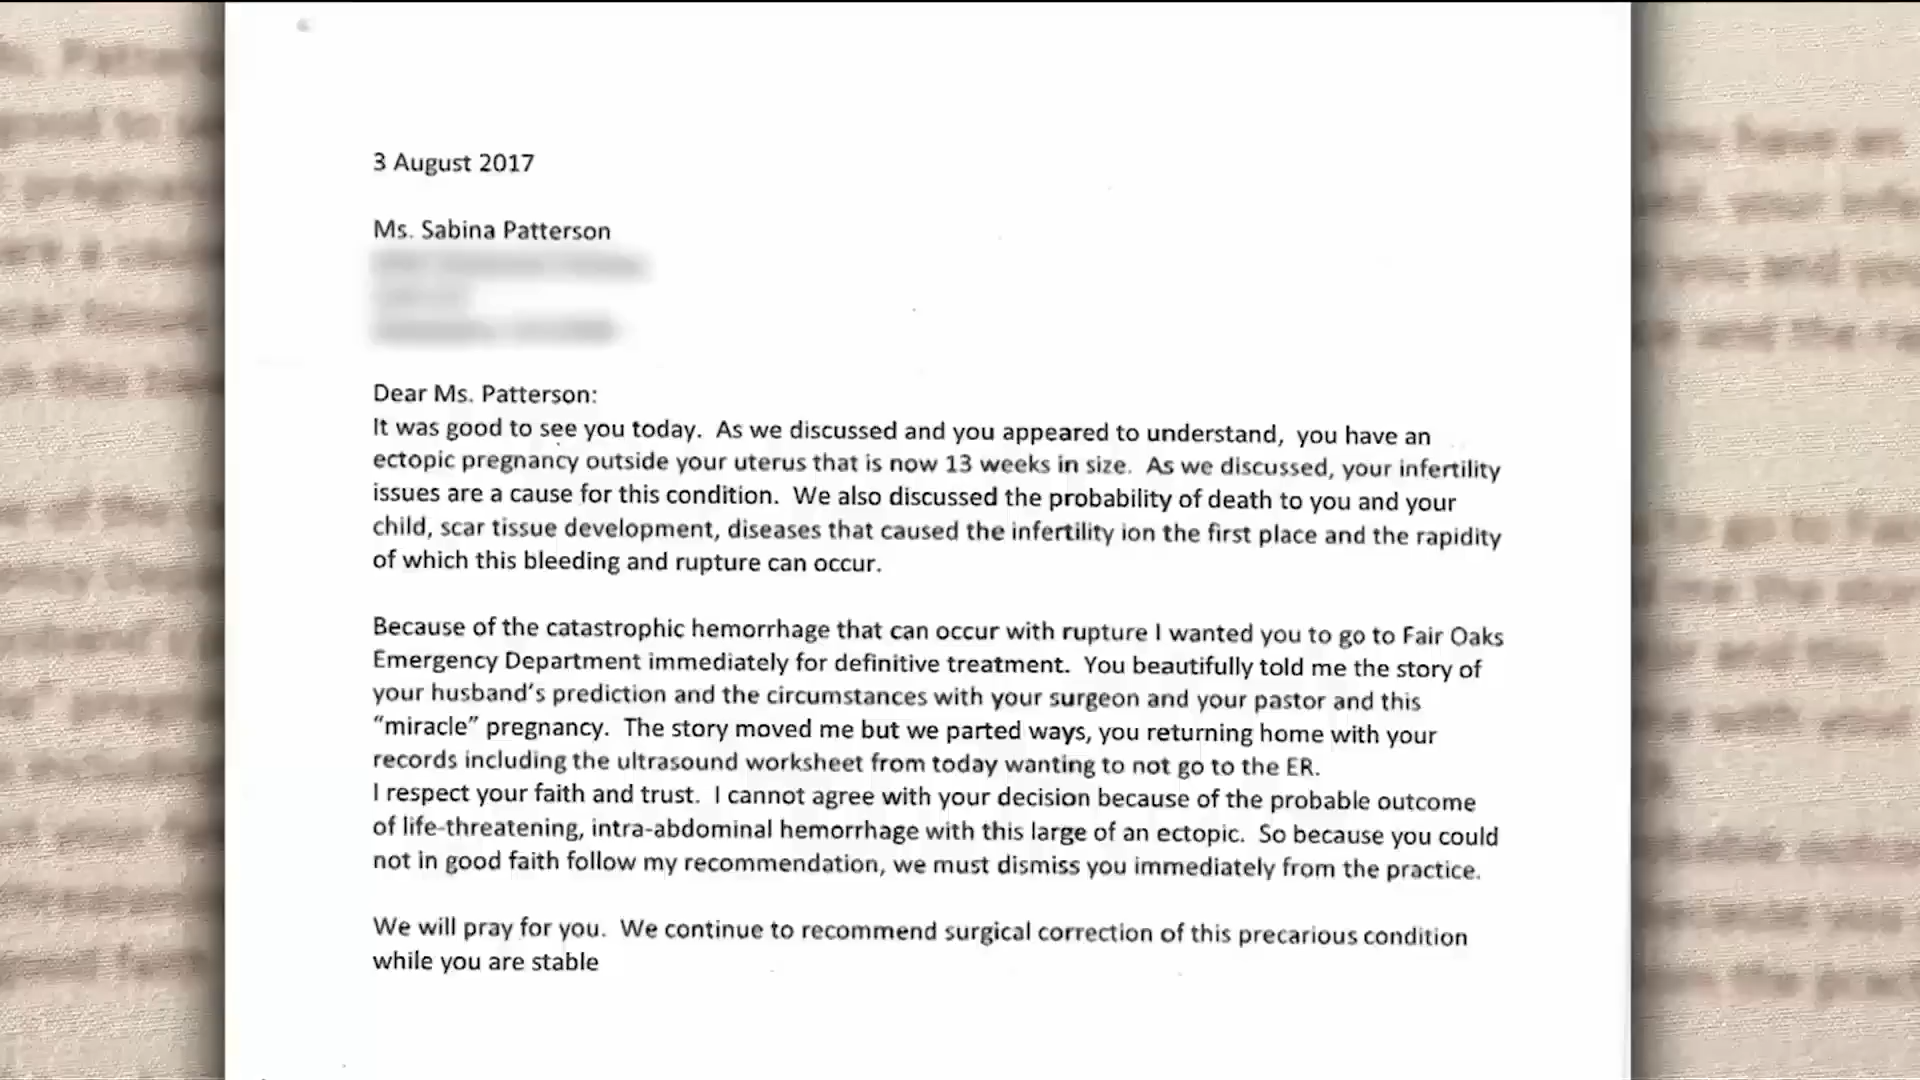 3 August 2017
Ms. Sabina Patterson
Dear Ms. Patterson:
It was good to see you today.  As we discussed and you appeared to understand,  you have an
ectopic pregnancy outside your uterus that is now 13 weeks in size.  As we discussed, your infertility
issues are a cause for this condition.  We also discussed the probability of death to you and your
child, scar tissue development, diseases that caused the infertility ion the first place and the rapidity
of which this bleeding and rupture can occur.
Because of the catastrophic hemorrhage that can occur with rupture I wanted you to go to Fair Oaks
Emergency Department immediately for definitive treatment.  You beautifully told me the story of
your husband's prediction and the circumstances with your surgeon and your pastor and this
“miracle” pregnancy.  The story moved me but we parted ways, you returning home with your
records including the ultrasound worksheet from today wanting to not go to the ER.
I respect your faith and trust.  I cannot agree with your decision because of the probable outcome
of life-threatening, intra-abdominal hemorrhage with this large of an ectopic.  So because you could
not in good faith follow my recommendation, we must dismiss you immediately from the practice.
We will pray for you.  We continue to recommend surgical correction of this precarious condition
while you are stable